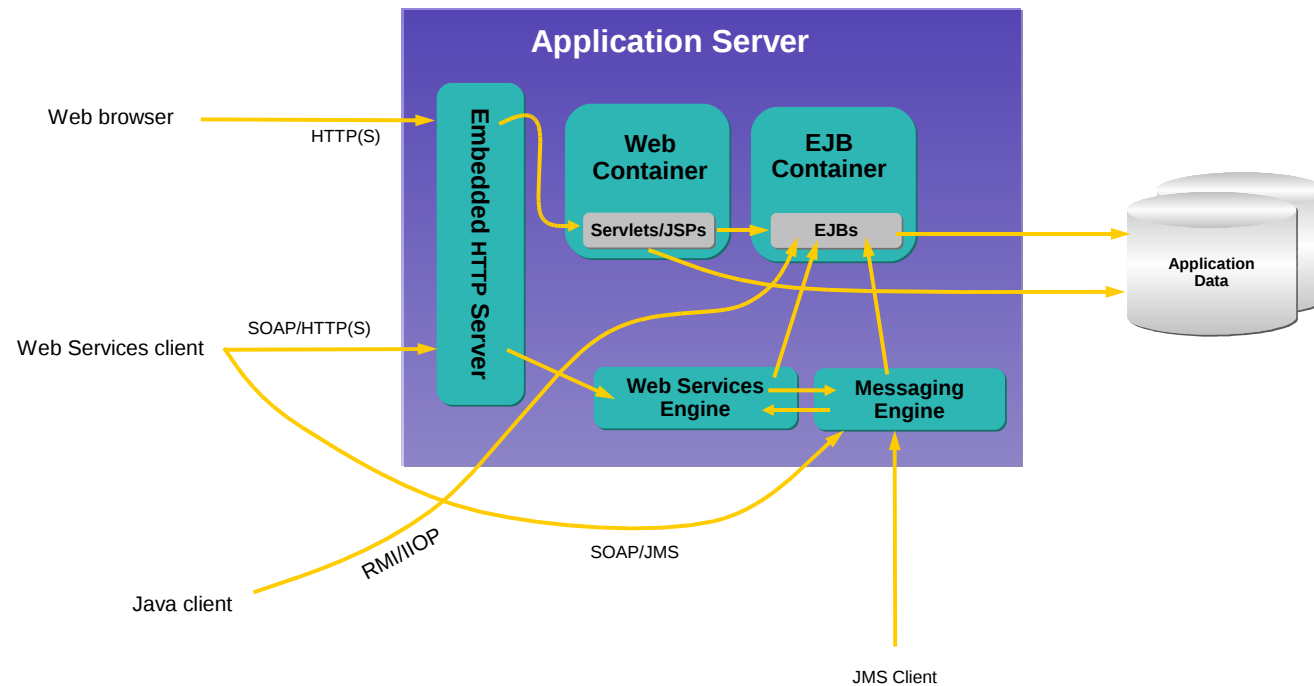 Application Server
Web browser
HTTP(S)
Embedded HTTP Server
Web
Container
Servlets/JSPs
EJB
Container
EJBs
Application
Data
SOAP/HTTP(S)
Web Services client
Web Services
Engine
Messaging
Engine
RMI/IIOP
SOAP/JMS
Java client
JMS Client